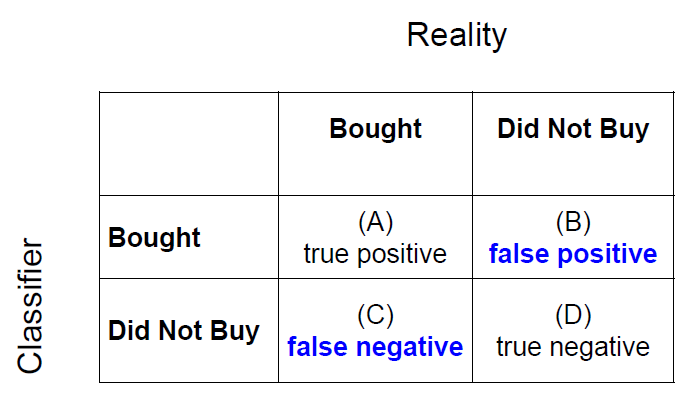 Reality
Bought
Did Not Buy
Bought
(A)
true positive
(B)
false positive
Classifier
Did Not Buy
(C)
false negative
(D)
true negative